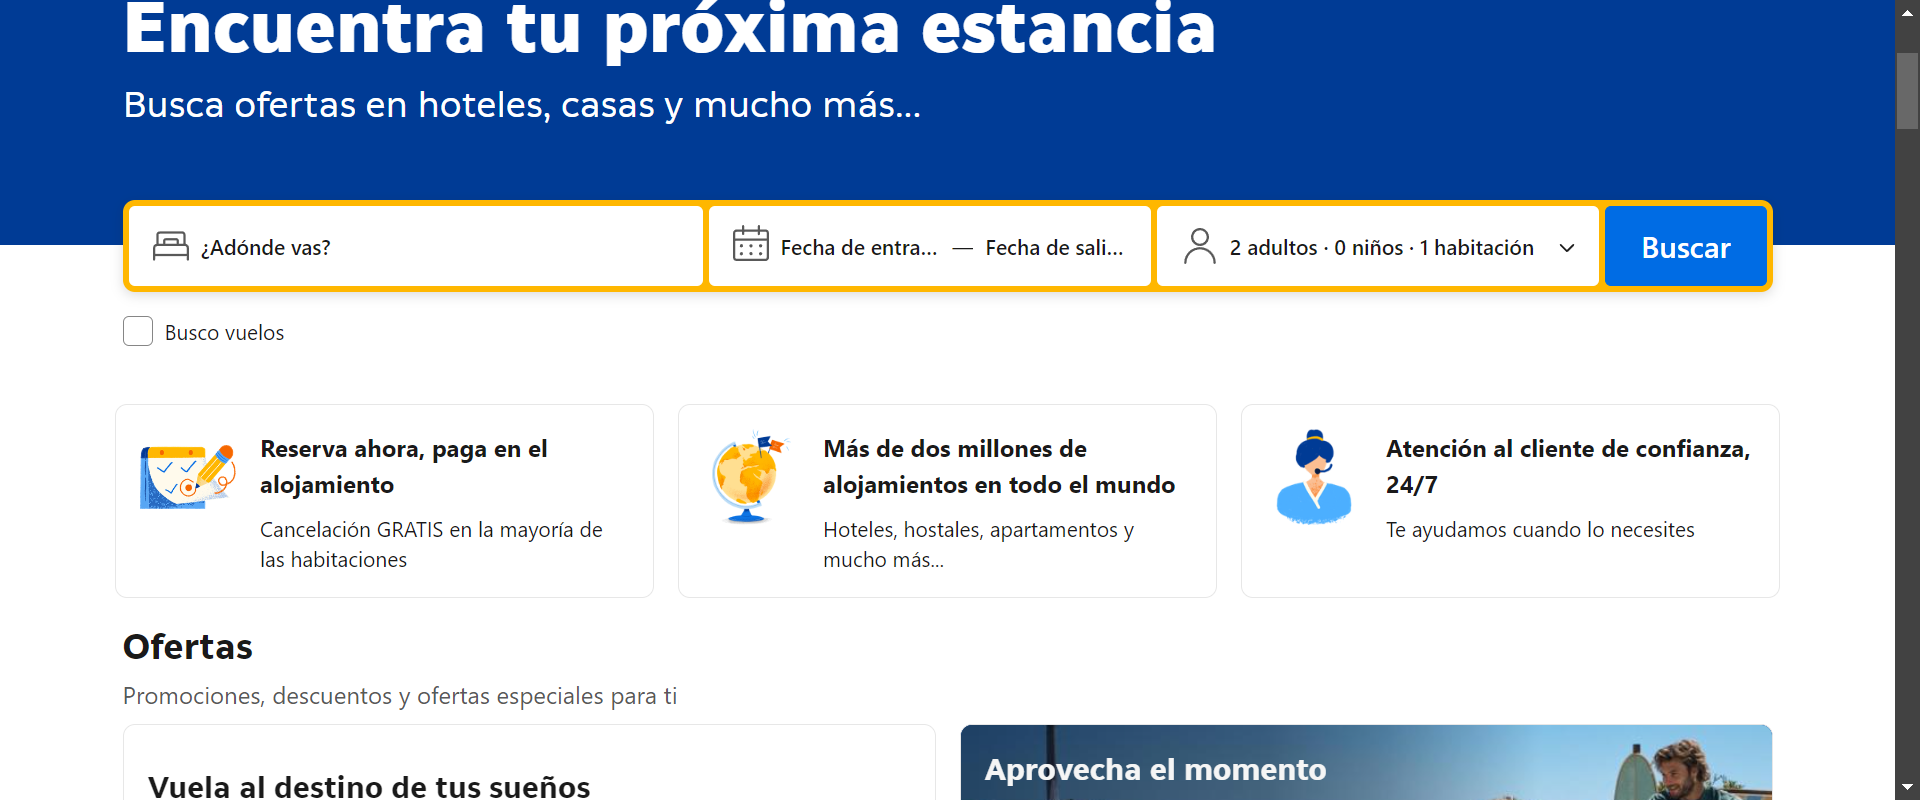 Encuentra tu próxima estancia
Busca ofertas en hoteles, casas y mucho más...
¿Adónde vas?
Fecha de entra... — Fecha de sali...
2 adultos · 0 niños · 1 habitación
Buscar
Busco vuelos
Reserva ahora, paga en el
alojamiento
Cancelación GRATIS en la mayoría de
las habitaciones
Más de dos millones de
alojamientos en todo el mundo
Hoteles, hostales, apartamentos y
mucho más...
Atención al cliente de confianza,
24/7
Te ayudamos cuando lo necesites
Ofertas
Promociones, descuentos y ofertas especiales para ti
Vuela al destino de tus sueños
Aprovecha el momento